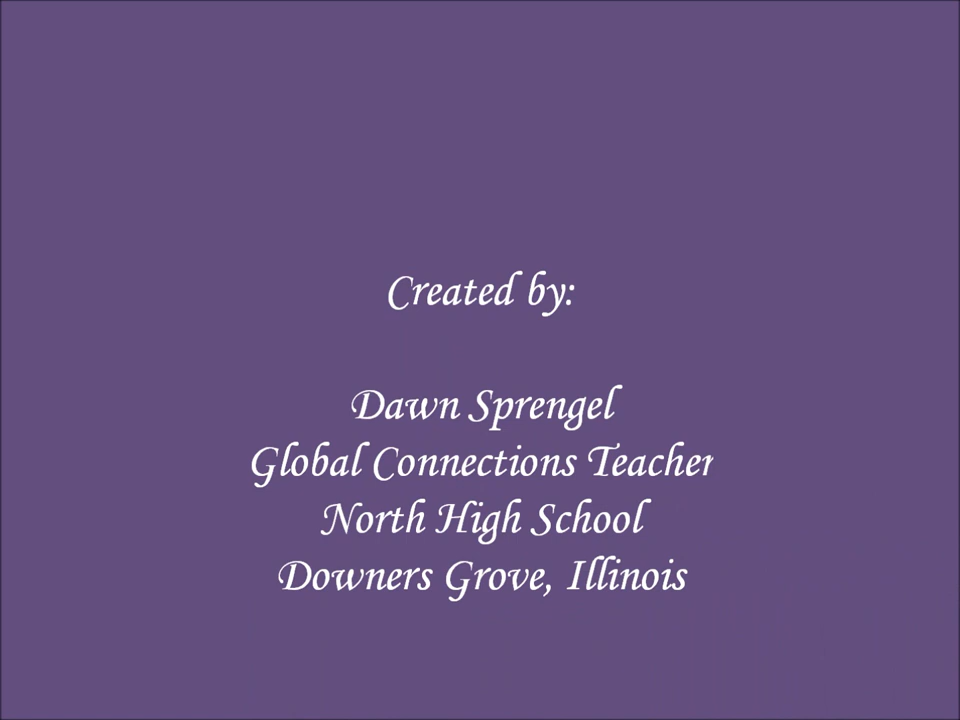 Created by:
Dawn Sprengel
Global Connections Teacher
North High School
Downers Grove, Illinois